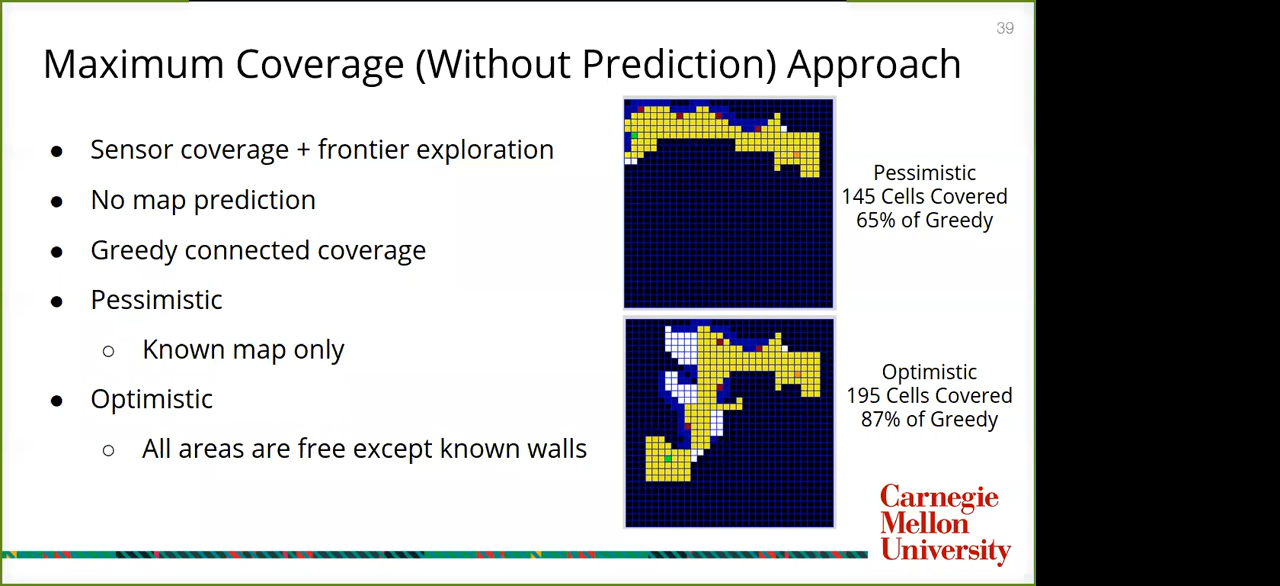 39
Maximum Coverage (Without Prediction) Approach
● Sensor coverage + frontier exploration
● No map prediction
● Greedy connected coverage
● Pessimistic
○ Known map only
● Optimistic
○ All areas are free except known walls
Pessimistic
145 Cells Covered
65% of Greedy
Optimistic
195 Cells Covered
87% of Greedy
Carnegie
Mellon
University